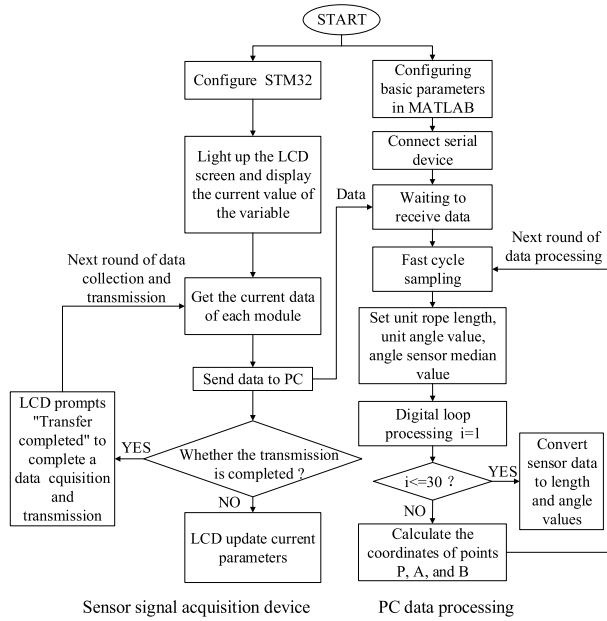 START
Configure STM32
Light up the LCD
screen and display
the current value of
the variable
Next round of data
collection and
transmission
Get the current data
of each module
Send data to PC
LCD prompts
"Transfer
completed" to
complete a
data cquisition
and
transmission
YES
Whether the transmission
is completed ?
NO
LCD update current
parameters
Sensor signal acquisition device
Configuring
basic parameters
in MATLAB
Connect serial
device
Data
Waiting to
receive data
Next round of
data processing
Fast cycle
sampling
Set unit rope length,
unit angle value,
angle sensor median
value
Digital loop
processing i=1
i<=30 ?
YES
Convert
sensor data
to length
and angle
values
NO
Calculate the
coordinates of points
P, A, and B
PC data processing